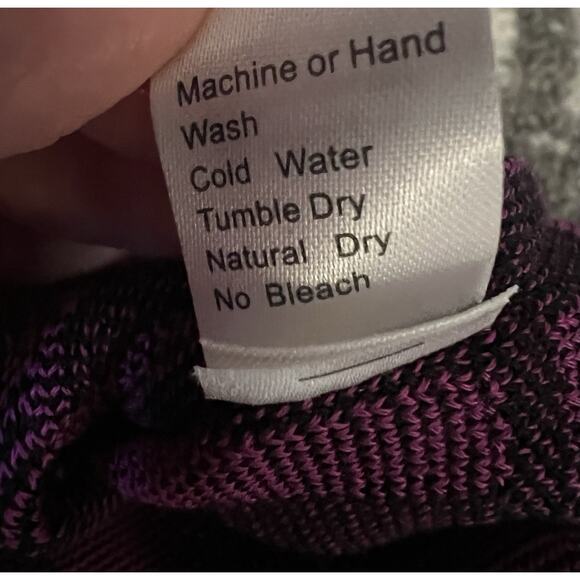 Machine or Hand
Wash
Cold Water
Tumble Dry
Natural Dry
No Bleach